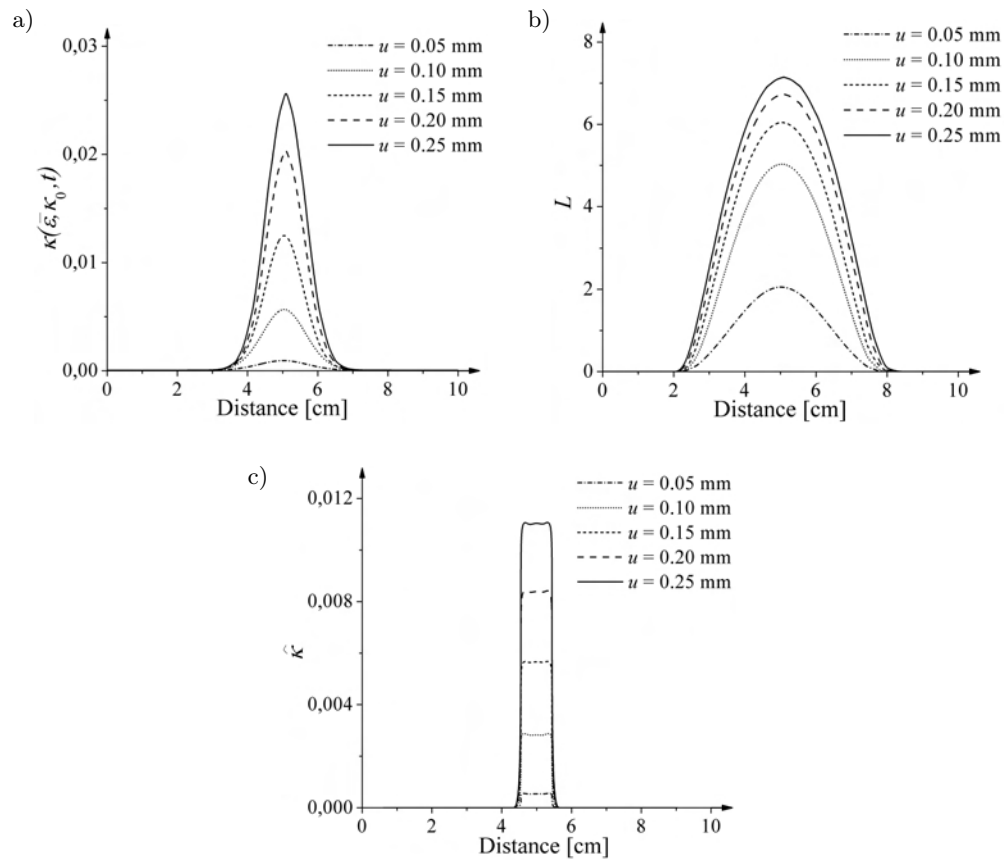 a)
0,03
0,02
0,01
0,00
κ(ε̄,κ₀,t)
u = 0.05 mm
u = 0.10 mm
u = 0.15 mm
u = 0.20 mm
u = 0.25 mm
0 2 4 6 8 10
Distance [cm]
b)
8
6
4
2
0
L
u = 0.05 mm
u = 0.10 mm
u = 0.15 mm
u = 0.20 mm
u = 0.25 mm
0 2 4 6 8 10
Distance [cm]
c)
0,012
0,008
0,004
0,000
κ̂
u = 0.05 mm
u = 0.10 mm
u = 0.15 mm
u = 0.20 mm
u = 0.25 mm
0 2 4 6 8 10
Distance [cm]